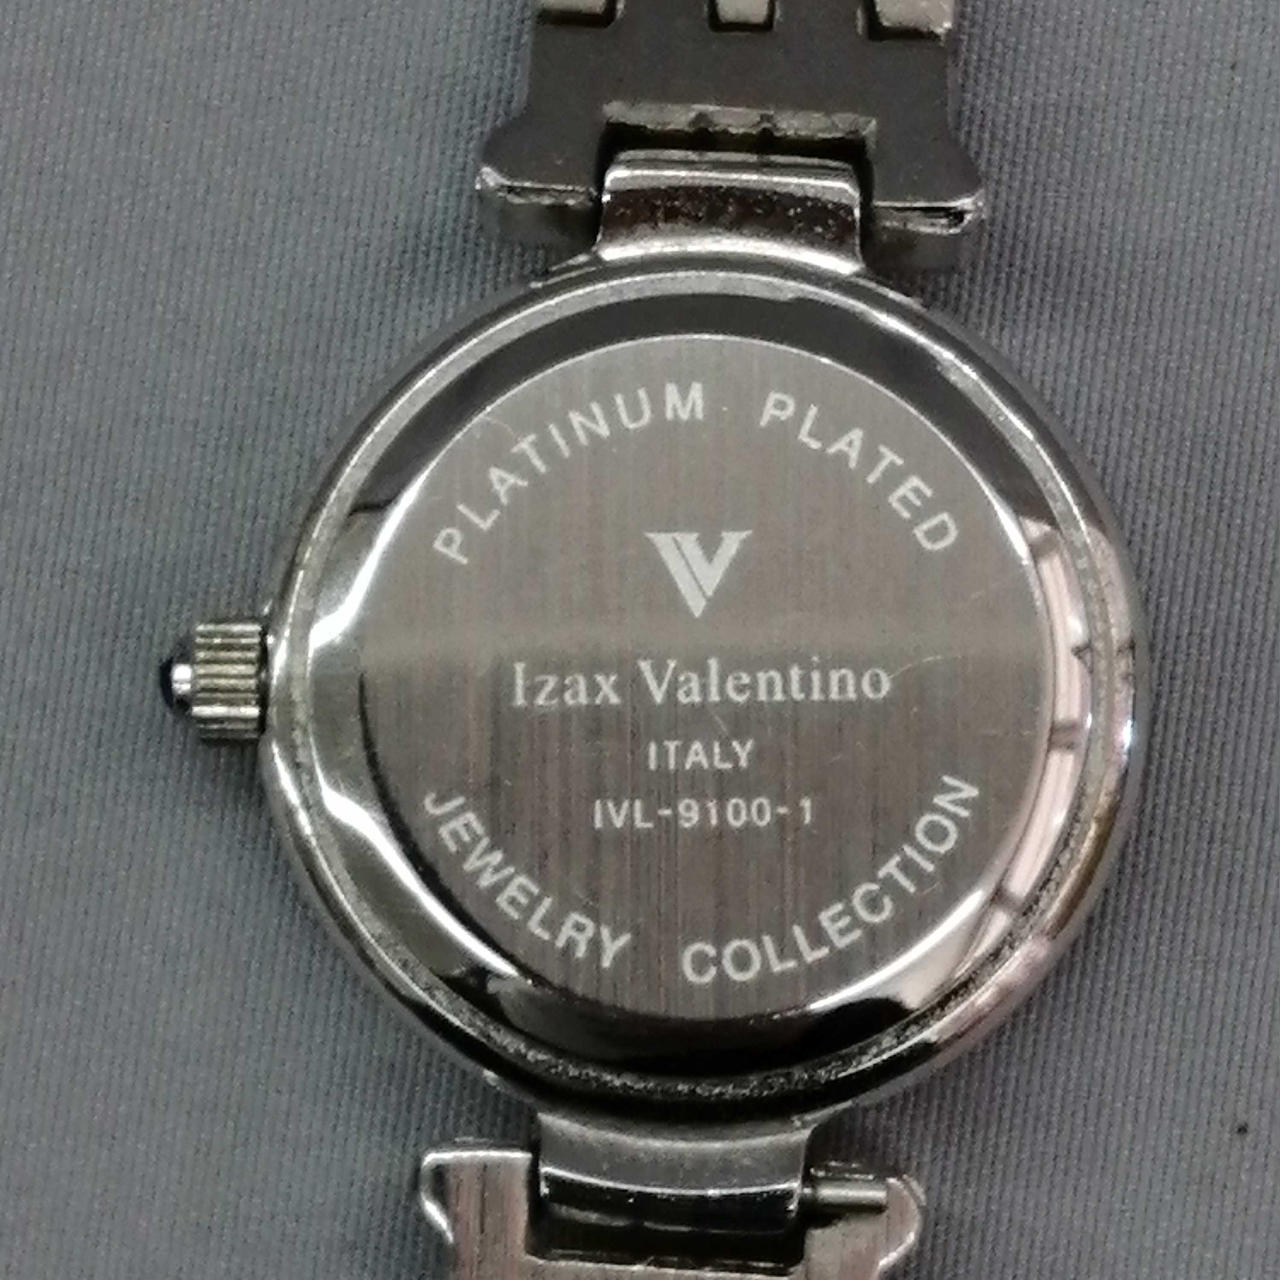 PLATINUM PLATED
Izax Valentino
ITALY
IVL-9100-1
JEWELRY COLLECTION